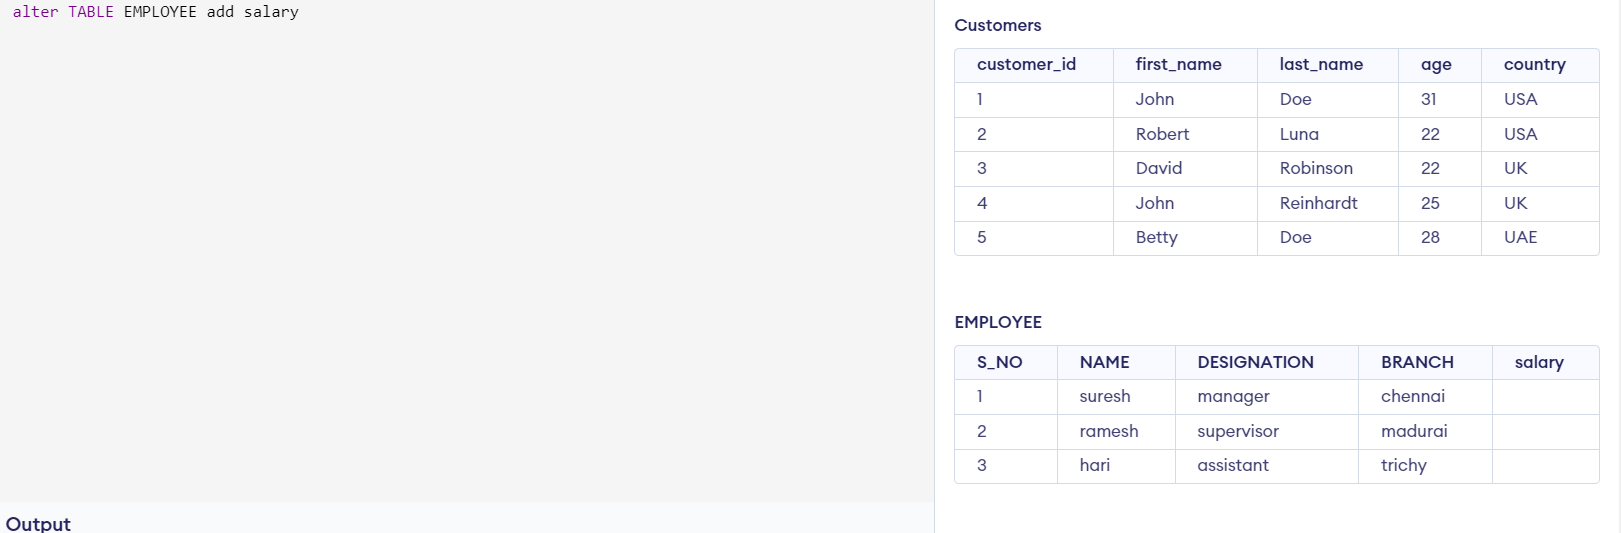 alter TABLE EMPLOYEE add salary
Output
Customers
customer_id first_name last_name age country
1 John Doe 31 USA
2 Robert Luna 22 USA
3 David Robinson 22 UK
4 John Reinhardt 25 UK
5 Betty Doe 28 UAE
EMPLOYEE
S_NO NAME DESIGNATION BRANCH salary
1 suresh manager chennai
2 ramesh supervisor madurai
3 hari assistant trichy